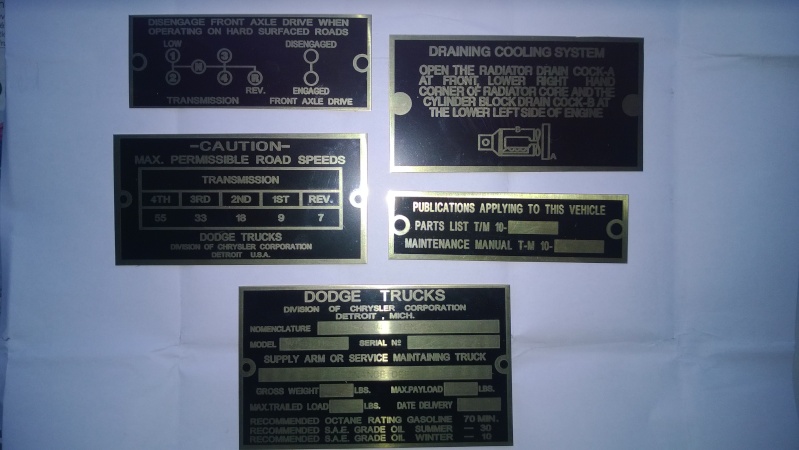 DISENGAGE FRONT AXLE DRIVE WHEN
OPERATING ON HARD SURFACED ROADS
LOW DISENGAGED
1 3
N
2 4 R
REV. ENGAGED
TRANSMISSION FRONT AXLE DRIVE
DRAINING COOLING SYSTEM
OPEN THE RADIATOR DRAIN COCK-A
AT FRONT LOWER RIGHT HAND
CORNER OF RADIATOR CORE AND THE
CYLINDER BLOCK DRAIN COCK-B AT
THE LOWER LEFT SIDE OF ENGINE
A
-CAUTION-
MAX. PERMISSIBLE ROAD SPEEDS
TRANSMISSION
4TH 3RD 2ND 1ST REV.
55 33 18 9 7
DODGE TRUCKS
DIVISION OF CHRYSLER CORPORATION
DETROIT U.S.A.
PUBLICATIONS APPLYING TO THIS VEHICLE
PARTS LIST T/M 10-
MAINTENANCE MANUAL T-M 10-
DODGE TRUCKS
DIVISION OF CHRYSLER CORPORATION
DETROIT, MICH.
NOMENCLATURE
MODEL SERIAL Nº
SUPPLY ARM OR SERVICE MAINTAINING TRUCK
GROSS WEIGHT LBS. MAX.PAYLOAD LBS.
MAX.TRAILED LOAD LBS. DATE DELIVERY
RECOMMENDED OCTANE RATING GASOLINE 70 MIN.
RECOMMENDED S.A.E. GRADE OIL SUMMER - 30
RECOMMENDED S.A.E. GRADE OIL WINTER - 10